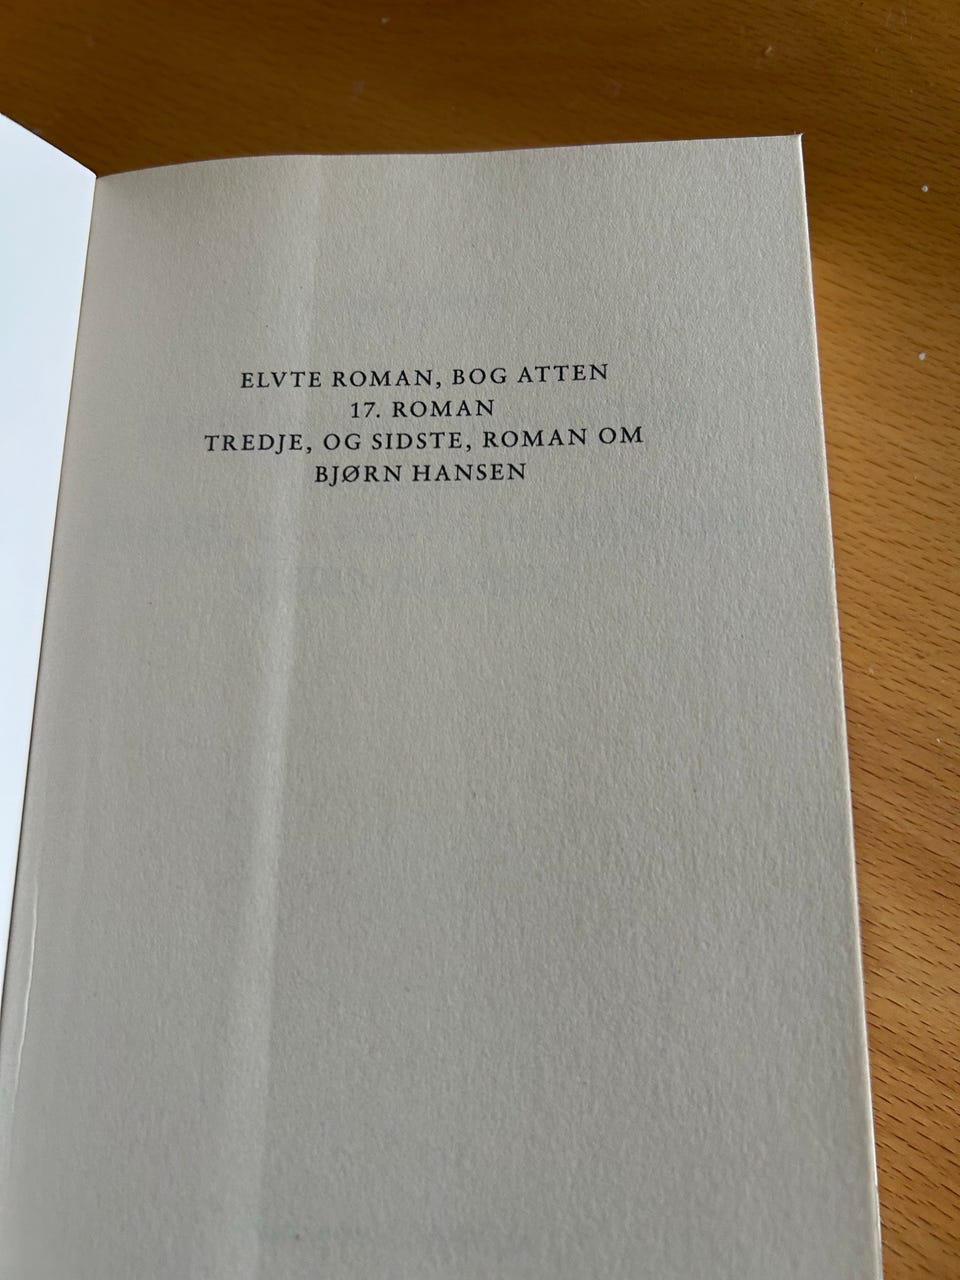 ELVTE ROMAN, BOG ATTEN
17. ROMAN
TREDJE, OG SIDSTE, ROMAN OM
BJØRN HANSEN